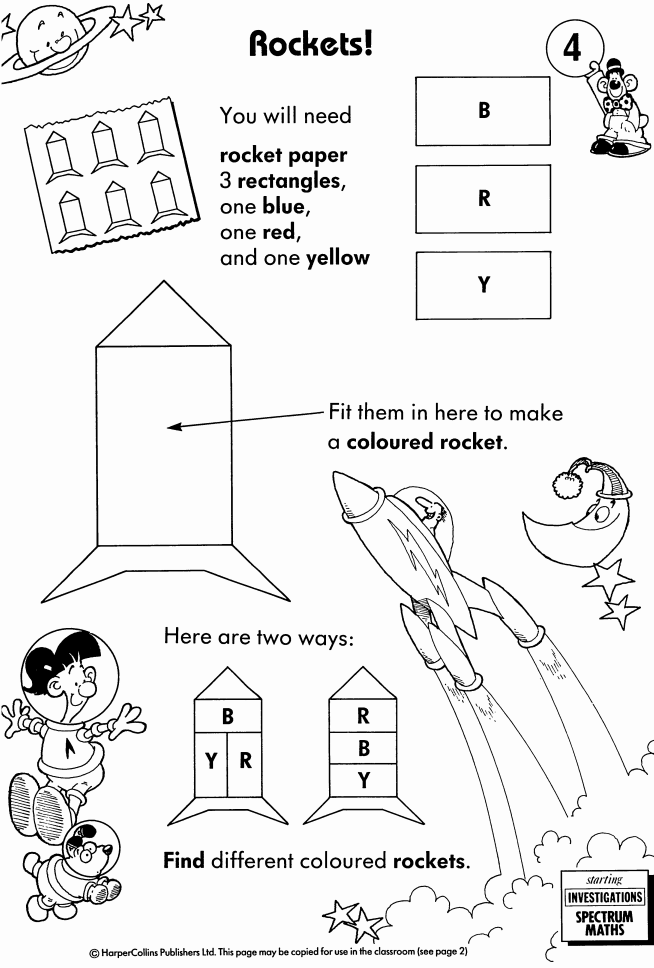 Rockets!
4
You will need
rocket paper
3 rectangles,
one blue,
one red,
and one yellow
B
R
Y
Fit them in here to make
a coloured rocket.
Here are two ways:
B
Y R
R
B
Y
Find different coloured rockets.
starting
INVESTIGATIONS
SPECTRUM
MATHS
© HarperCollins Publishers Ltd. This page may be copied for use in the classroom (see page 2)